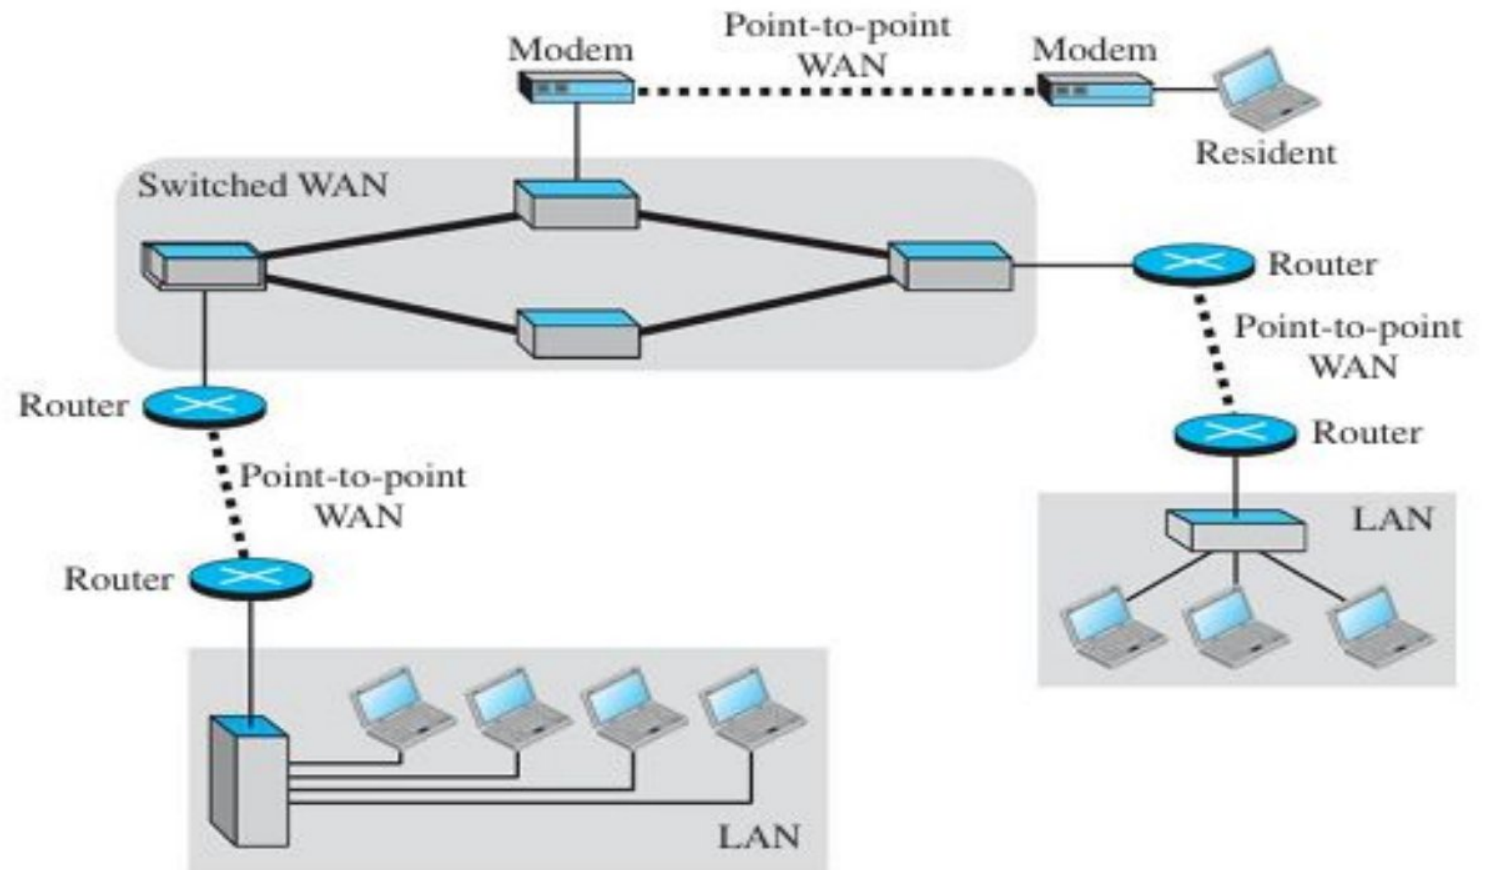 Point-to-point
WAN
Modem
Modem
Resident
Switched WAN
Router
Point-to-point
WAN
Router
Router
Point-to-point
WAN
Router
LAN
LAN